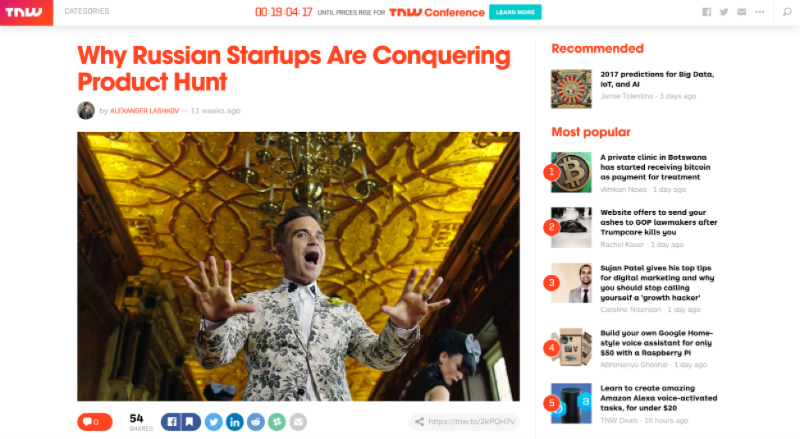 TNW
CATEGORIES
00:19:04:17 UNTIL PRICES RISE FOR TNW Conference
LEARN MORE
Why Russian Startups Are Conquering
Product Hunt
by ALEXANDER LASHKOV — 11 weeks ago
0
54
SHARES
https://tnw.to/2kPQH7v
Recommended
2017 predictions for Big Data,
IoT, and AI
Jamie Tolentino · 3 days ago
Most popular
1
A private clinic in Botswana
has started receiving bitcoin
as payment for treatment
iAfrikan News · 1 day ago
2
Website offers to send your
ashes to GOP lawmakers after
Trumpcare kills you
Rachel Kaser · 1 day ago
3
Sujan Patel gives his top tips
for digital marketing and why
you should stop calling
yourself a 'growth hacker'
Caroline Nisenson · 1 day ago
4
Build your own Google Home-
style voice assistant for only
$50 with a Raspberry Pi
Abhimanyu Ghoshal · 1 day ago
5
Learn to create amazing
Amazon Alexa voice-activated
tasks, for under $20
TNW Deals · 10 hours ago